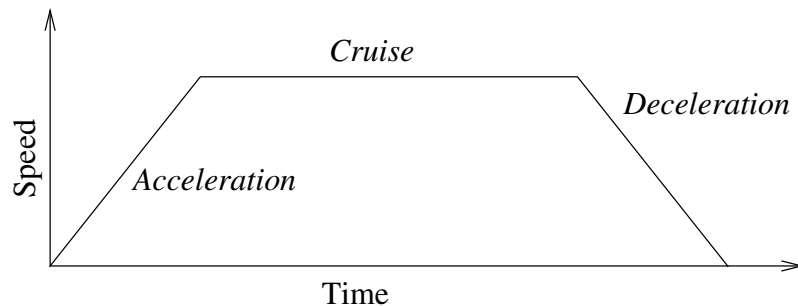 Cruise
Deceleration
Speed
Acceleration
Time